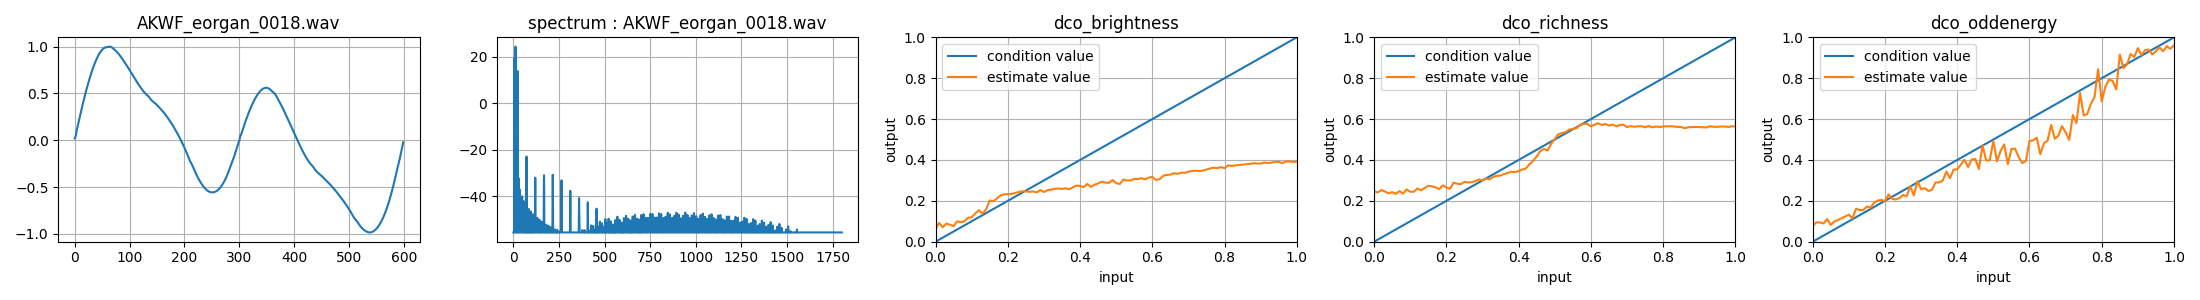 AKWF_eorgan_0018.wav
1.0
0.5
0.0
−0.5
−1.0
0 100 200 300 400 500 600
spectrum : AKWF_eorgan_0018.wav
20
0
−20
−40
0 250 500 750 1000 1250 1500 1750
dco_brightness
condition value
estimate value
output
1.0
0.8
0.6
0.4
0.2
0.0
0.0 0.2 0.4 0.6 0.8 1.0
input
dco_richness
condition value
estimate value
output
1.0
0.8
0.6
0.4
0.2
0.0
0.0 0.2 0.4 0.6 0.8 1.0
input
dco_oddenergy
condition value
estimate value
output
1.0
0.8
0.6
0.4
0.2
0.0
0.0 0.2 0.4 0.6 0.8 1.0
input